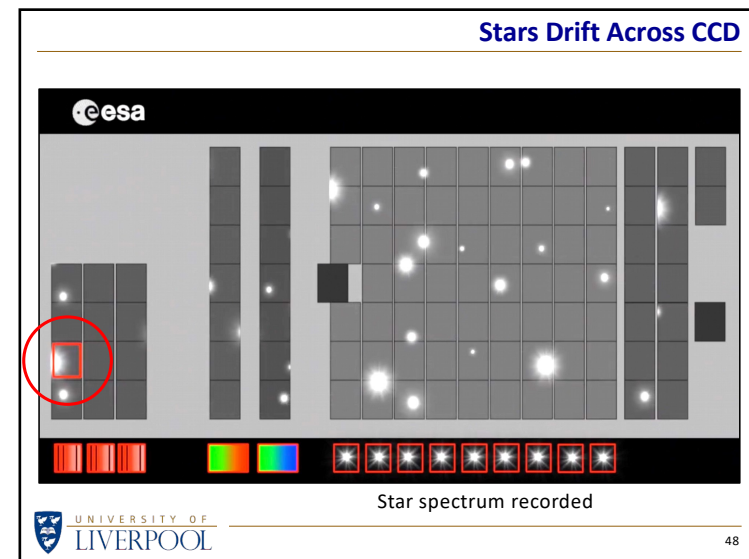 Stars Drift Across CCD
esa
Star spectrum recorded
UNIVERSITY OF
LIVERPOOL
48